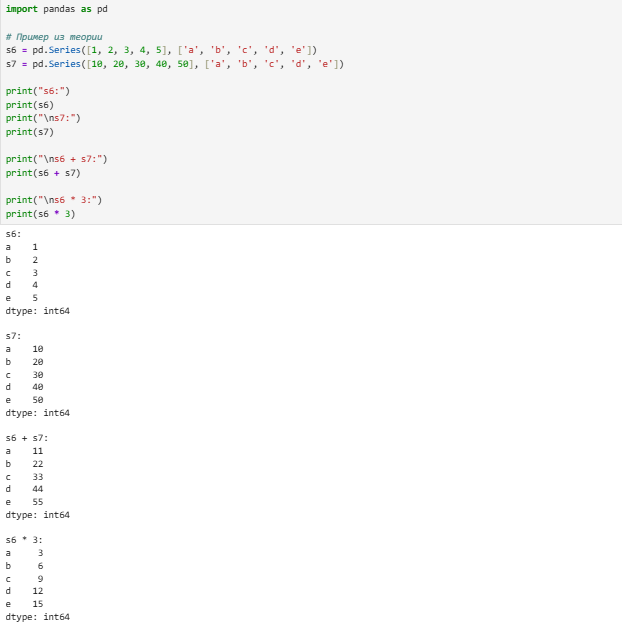 import pandas as pd
# Пример из теории
s6 = pd.Series([1, 2, 3, 4, 5], ['a', 'b', 'c', 'd', 'e'])
s7 = pd.Series([10, 20, 30, 40, 50], ['a', 'b', 'c', 'd', 'e'])
print("s6:")
print(s6)
print("\ns7:")
print(s7)
print("\ns6 + s7:")
print(s6 + s7)
print("\ns6 * 3:")
print(s6 * 3)
s6:
a    1
b    2
c    3
d    4
e    5
dtype: int64
s7:
a    10
b    20
c    30
d    40
e    50
dtype: int64
s6 + s7:
a    11
b    22
c    33
d    44
e    55
dtype: int64
s6 * 3:
a     3
b     6
c     9
d    12
e    15
dtype: int64